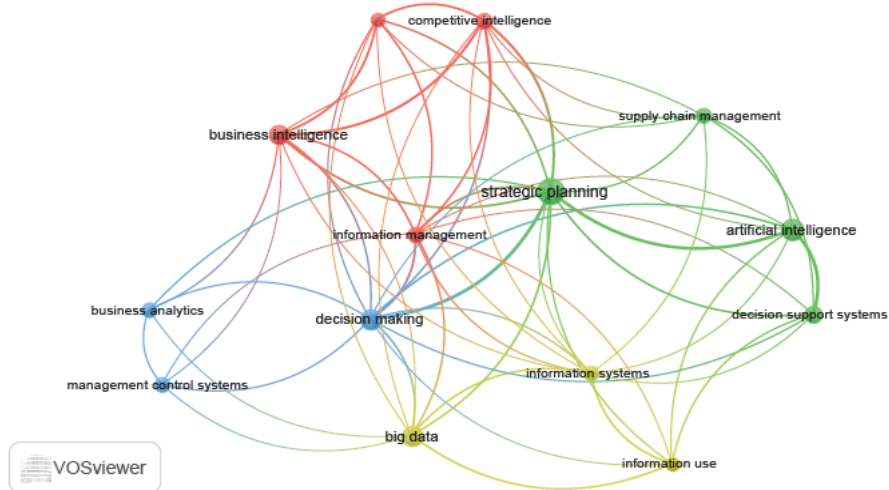 competitive intelligence
supply chain management
business intelligence
strategic planning
artificial intelligence
information management
business analytics
decision making
decision support systems
information systems
management control systems
big data
information use
VOSviewer